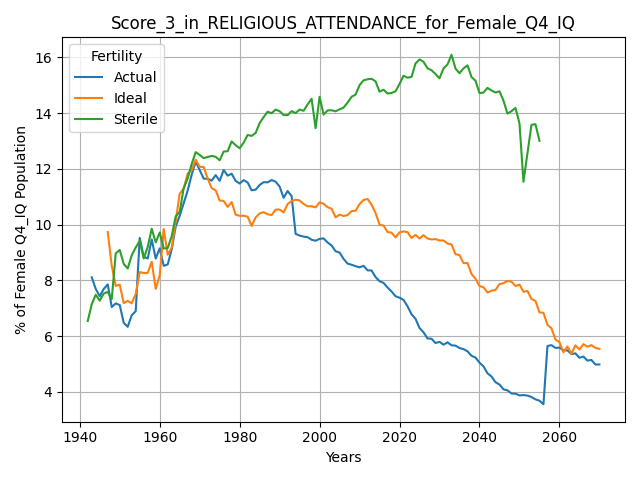 Score_3_in_RELIGIOUS_ATTENDANCE_for_Female_Q4_IQ
Fertility
Actual
Ideal
Sterile
% of Female Q4_IQ Population
16
14
12
10
8
6
4
1940
1960
1980
2000
2020
2040
2060
Years